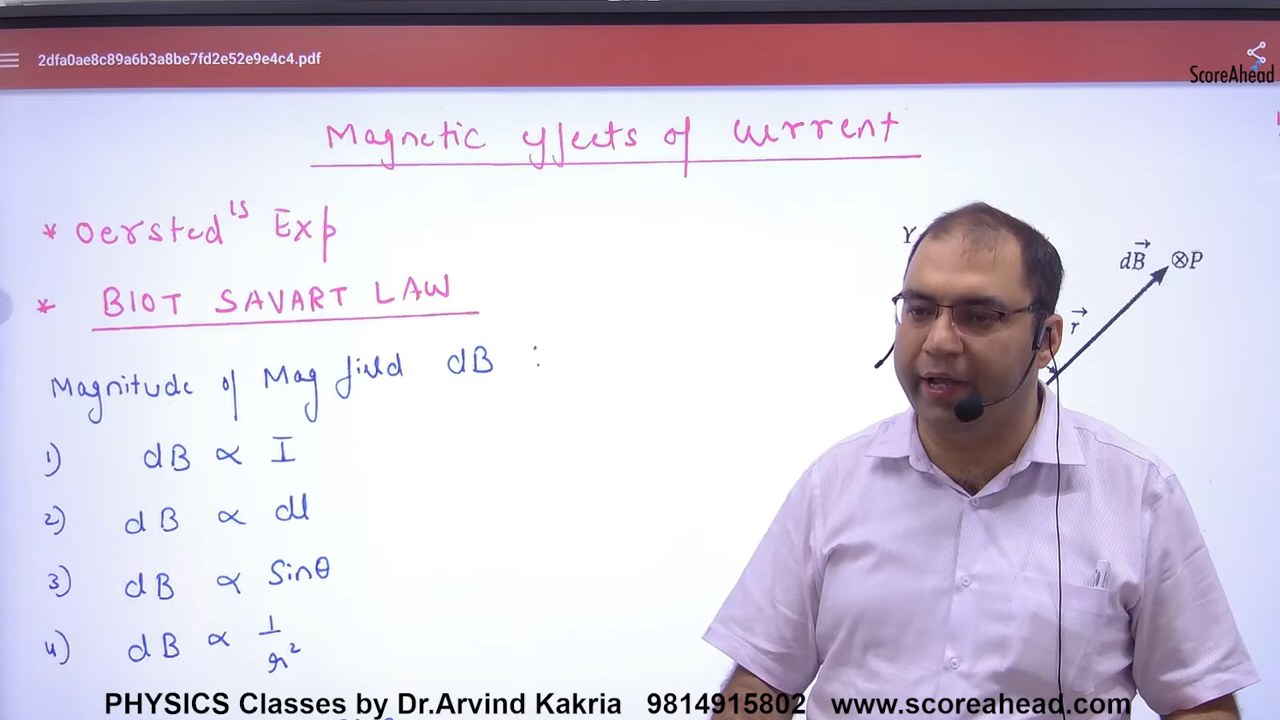 2dfa0ae8c89a6b3a8be7fd2e52e9e4c4.pdf
ScoreAhead
Magnetic effects of current
* Oersted's Exp
* BIOT SAVART LAW
Magnitude of Mag field dB :
1) dB ∝ I
2) dB ∝ dl
3) dB ∝ Sinθ
4) dB ∝ 1/r²
Y
dB⃗ ⊗P
r⃗
PHYSICS Classes by Dr.Arvind Kakria 9814915802 www.scoreahead.com